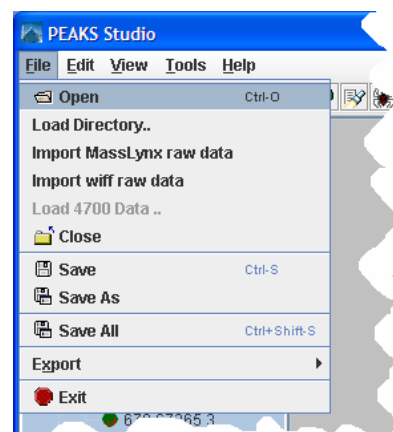 PEAKS Studio
File Edit View Tools Help
Open Ctrl-O
Load Directory..
Import MassLynx raw data
Import wiff raw data
Load 4700 Data ..
Close
Save Ctrl-S
Save As
Save All Ctrl+Shift-S
Export
Exit